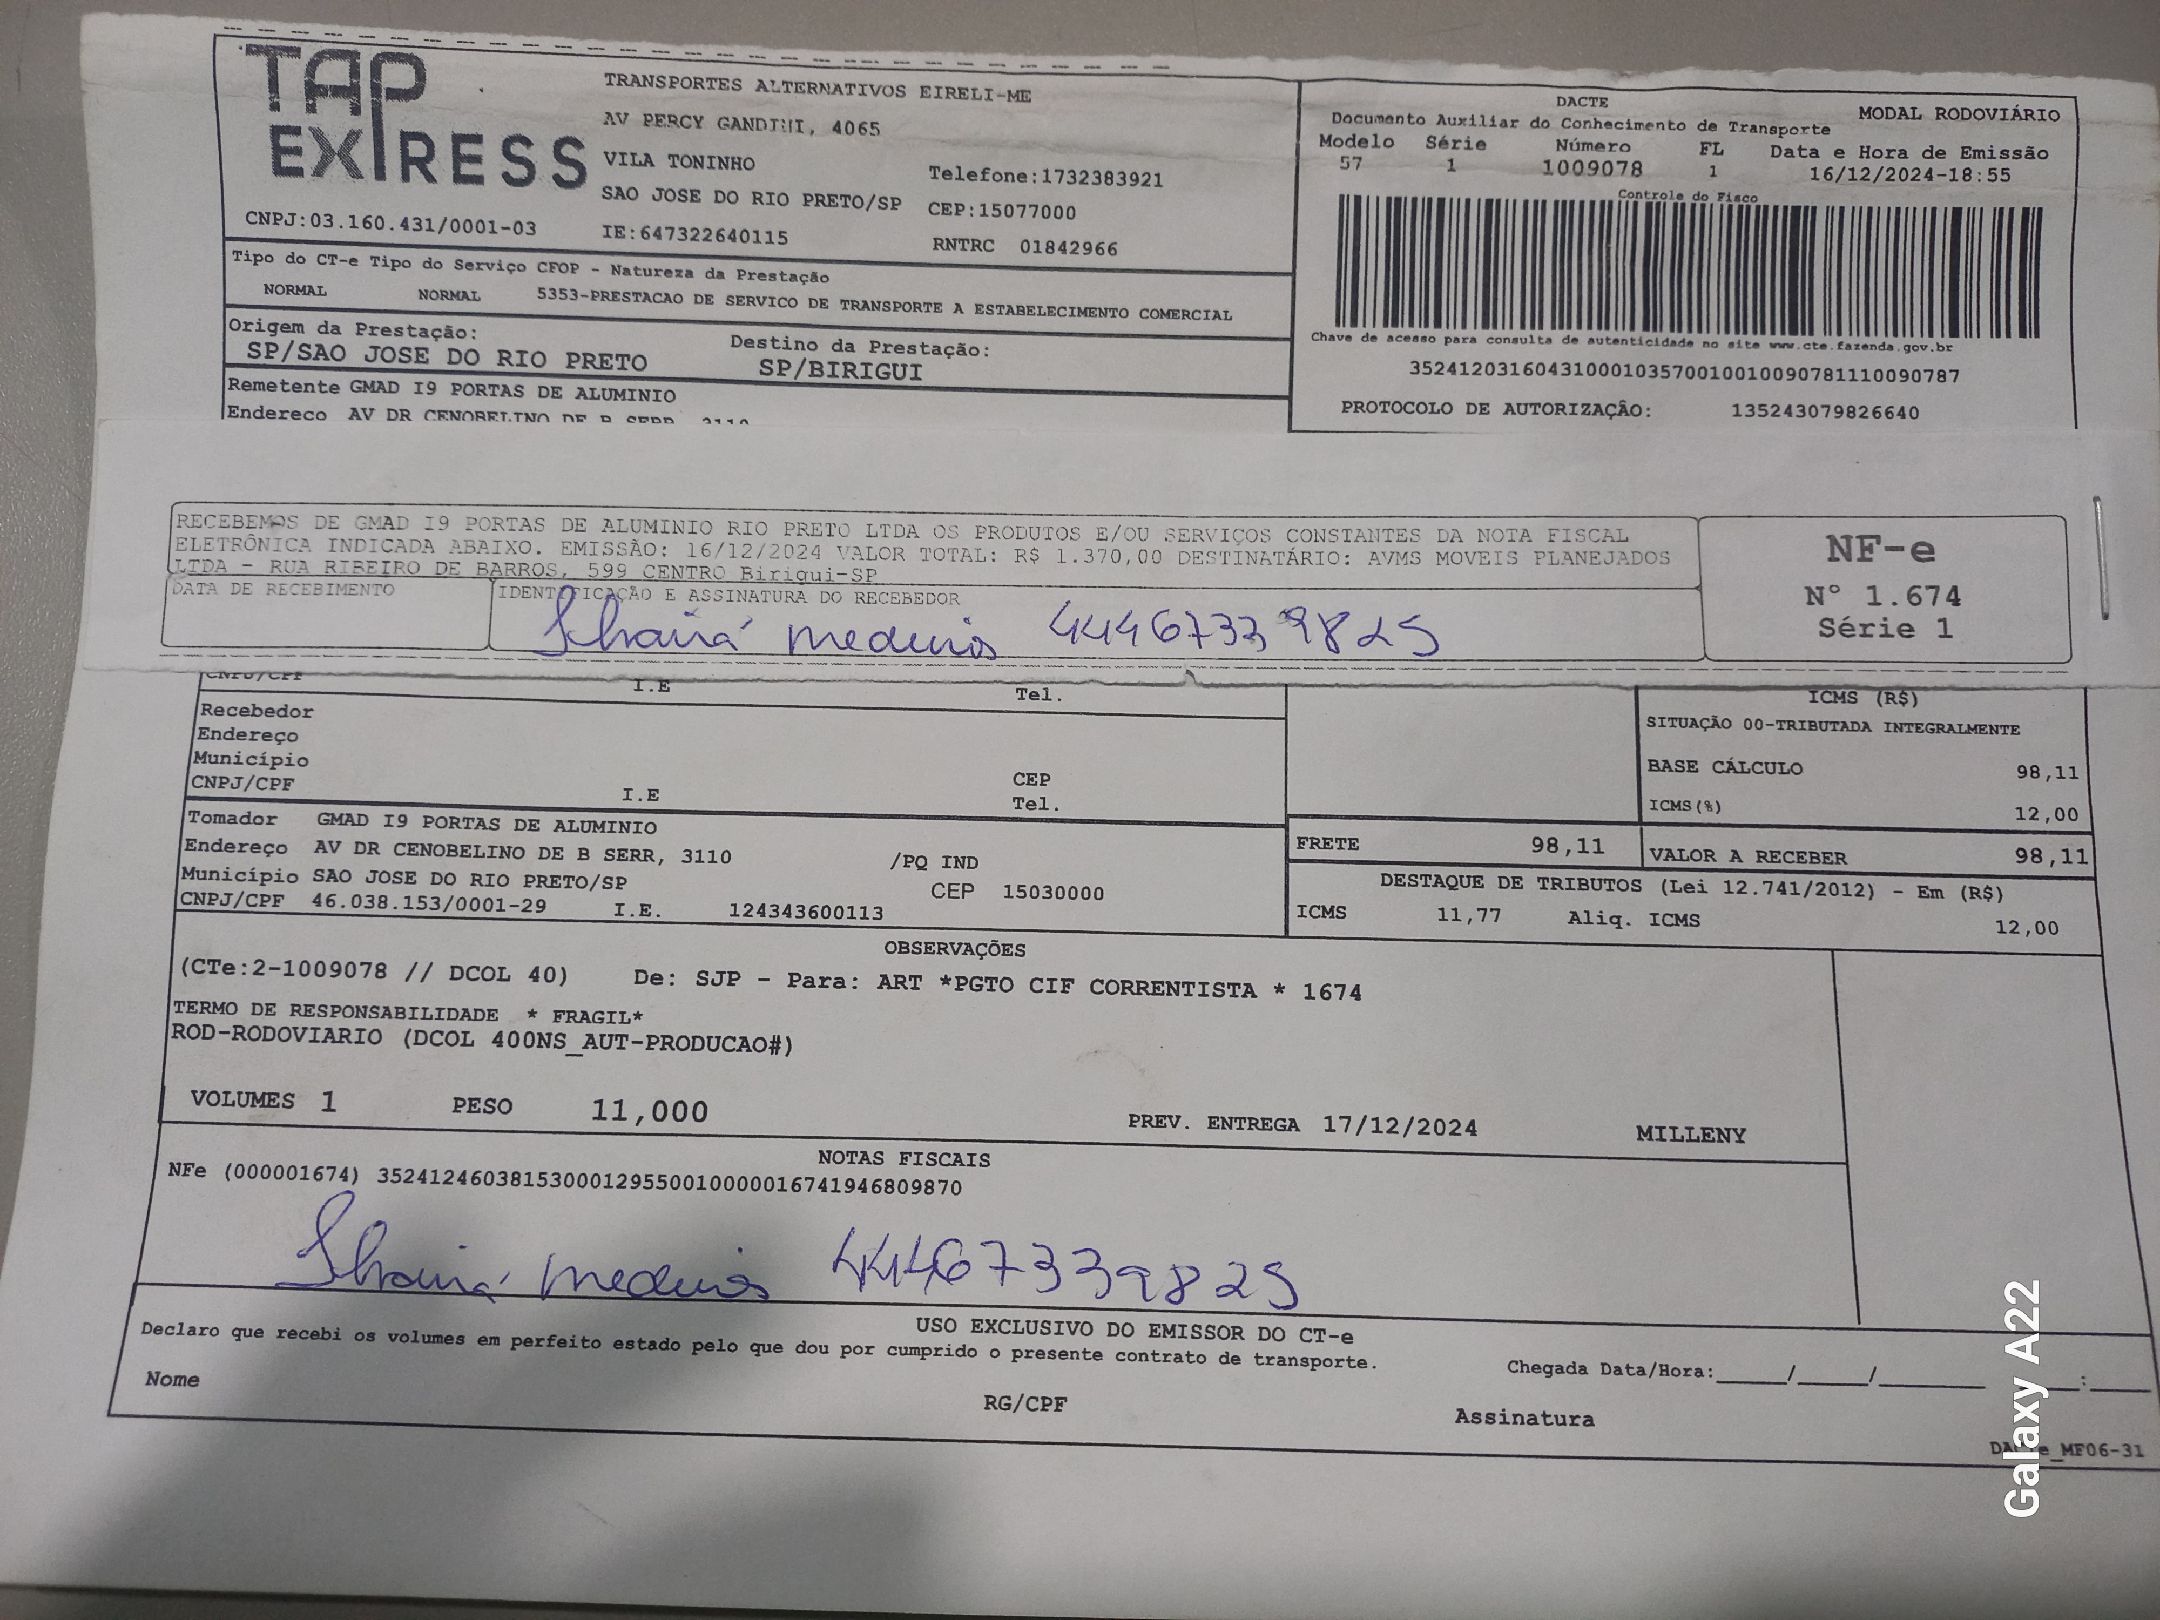 TAP EXPRESS
TRANSPORTES ALTERNATIVOS EIRELI-ME
AV PERCY GANDINI, 4065
VILA TONINHO
Telefone:1732383921
SAO JOSE DO RIO PRETO/SP CEP:15077000
CNPJ:03.160.431/0001-03 IE:647322640115 RNTRC 01842966
DACTE
MODAL RODOVIÁRIO
Documento Auxiliar do Conhecimento de Transporte
Modelo Série Número FL Data e Hora de Emissão
57 1 1009078 1 16/12/2024-18:55
Controle do Fisco
Chave de acesso para consulta de autenticidade no site www.cte.fazenda.gov.br
35241203160431000103570010010090781110090787
PROTOCOLO DE AUTORIZAÇÃO: 135243079826640
Tipo do CT-e Tipo do Serviço CFOP - Natureza da Prestação
NORMAL NORMAL 5353-PRESTACAO DE SERVICO DE TRANSPORTE A ESTABELECIMENTO COMERCIAL
Origem da Prestação: Destino da Prestação:
SP/SAO JOSE DO RIO PRETO SP/BIRIGUI
Remetente GMAD I9 PORTAS DE ALUMINIO
Endereco AV DR CENOBELINO DE B SERR, 3110
RECEBEMOS DE GMAD I9 PORTAS DE ALUMINIO RIO PRETO LTDA OS PRODUTOS E/OU SERVIÇOS CONSTANTES DA NOTA FISCAL
ELETRÔNICA INDICADA ABAIXO. EMISSÃO: 16/12/2024 VALOR TOTAL: R$ 1.370,00 DESTINATÁRIO: AVMS MOVEIS PLANEJADOS
LTDA - RUA RIBEIRO DE BARROS, 599 CENTRO Birigui-SP
DATA DE RECEBIMENTO IDENTIFICAÇÃO E ASSINATURA DO RECEBEDOR
44467339825
NF-e
Nº 1.674
Série 1
CNPJ/CPF I.E Tel.
Recebedor
Endereço
Município CEP
CNPJ/CPF I.E Tel.
ICMS (R$)
SITUAÇÃO 00-TRIBUTADA INTEGRALMENTE
BASE CÁLCULO 98,11
ICMS(%) 12,00
Tomador GMAD I9 PORTAS DE ALUMINIO
Endereço AV DR CENOBELINO DE B SERR, 3110 /PQ IND
Município SAO JOSE DO RIO PRETO/SP CEP 15030000
CNPJ/CPF 46.038.153/0001-29 I.E. 124343600113
FRETE 98,11 VALOR A RECEBER 98,11
DESTAQUE DE TRIBUTOS (Lei 12.741/2012) - Em (R$)
ICMS 11,77 Aliq. ICMS 12,00
OBSERVAÇÕES
(CTe:2-1009078 // DCOL 40) De: SJP - Para: ART *PGTO CIF CORRENTISTA * 1674
TERMO DE RESPONSABILIDADE * FRAGIL*
ROD-RODOVIARIO (DCOL 400NS_AUT-PRODUCAO#)
VOLUMES 1 PESO 11,000 PREV. ENTREGA 17/12/2024 MILLENY
NOTAS FISCAIS
NFe (000001674) 35241246038153000129550010000016741946809870
44467339825
USO EXCLUSIVO DO EMISSOR DO CT-e
Declaro que recebi os volumes em perfeito estado pelo que dou por cumprido o presente contrato de transporte.
Chegada Data/Hora:_____/_____/________ :____
Nome RG/CPF Assinatura
MF06-31
Galaxy A22